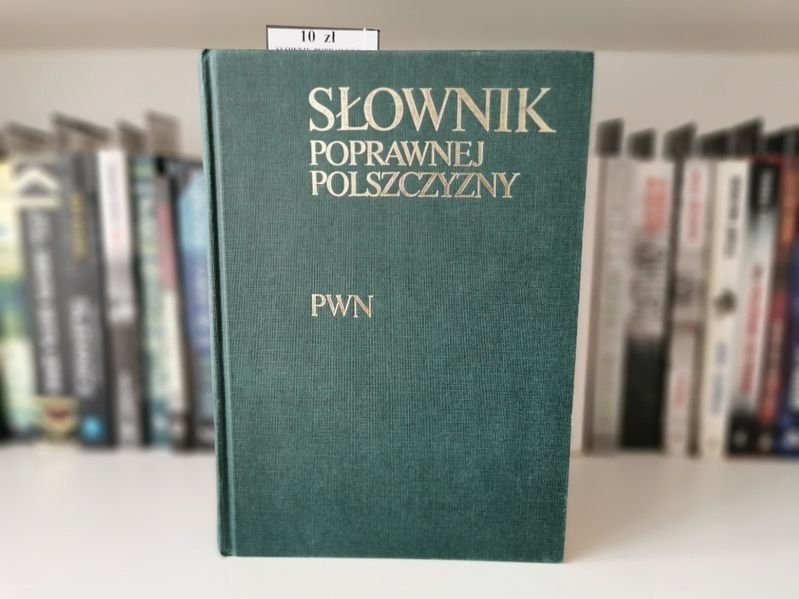 10 zł
SŁOWNIK
POPRAWNEJ
POLSZCZYZNY
PWN